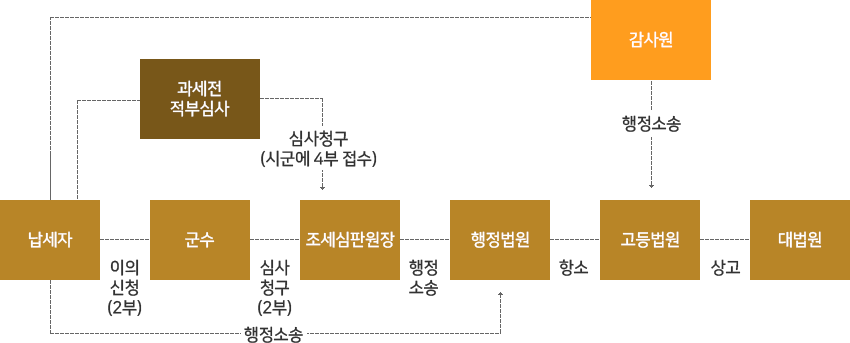 감사원
과세전
적부심사
행정소송
심사청구
(시군에 4부 접수)
납세자
군수
조세심판원장
행정법원
고등법원
대법원
이의
신청
(2부)
심사
청구
(2부)
행정
소송
항소
상고
행정소송